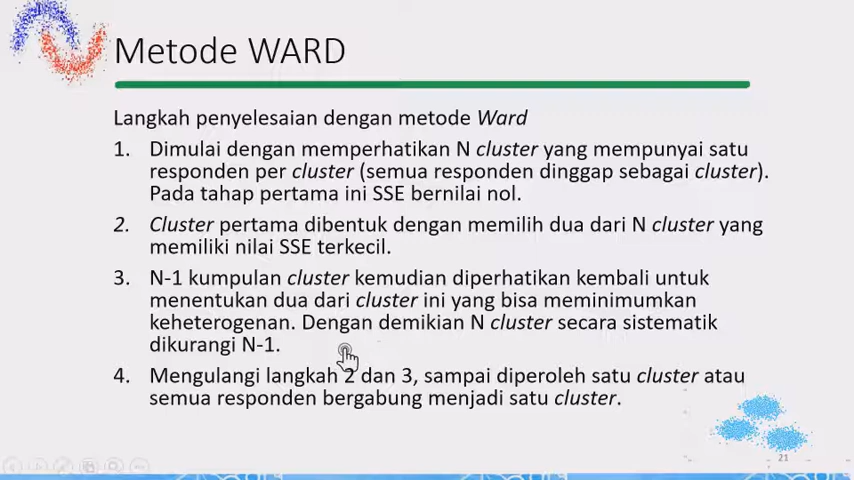 Metode WARD
Langkah penyelesaian dengan metode Ward
1. Dimulai dengan memperhatikan N cluster yang mempunyai satu
responden per cluster (semua responden dinggap sebagai cluster).
Pada tahap pertama ini SSE bernilai nol.
2. Cluster pertama dibentuk dengan memilih dua dari N cluster yang
memiliki nilai SSE terkecil.
3. N-1 kumpulan cluster kemudian diperhatikan kembali untuk
menentukan dua dari cluster ini yang bisa meminimumkan
keheterogenan. Dengan demikian N cluster secara sistematik
dikurangi N-1.
4. Mengulangi langkah 2 dan 3, sampai diperoleh satu cluster atau
semua responden bergabung menjadi satu cluster.
21